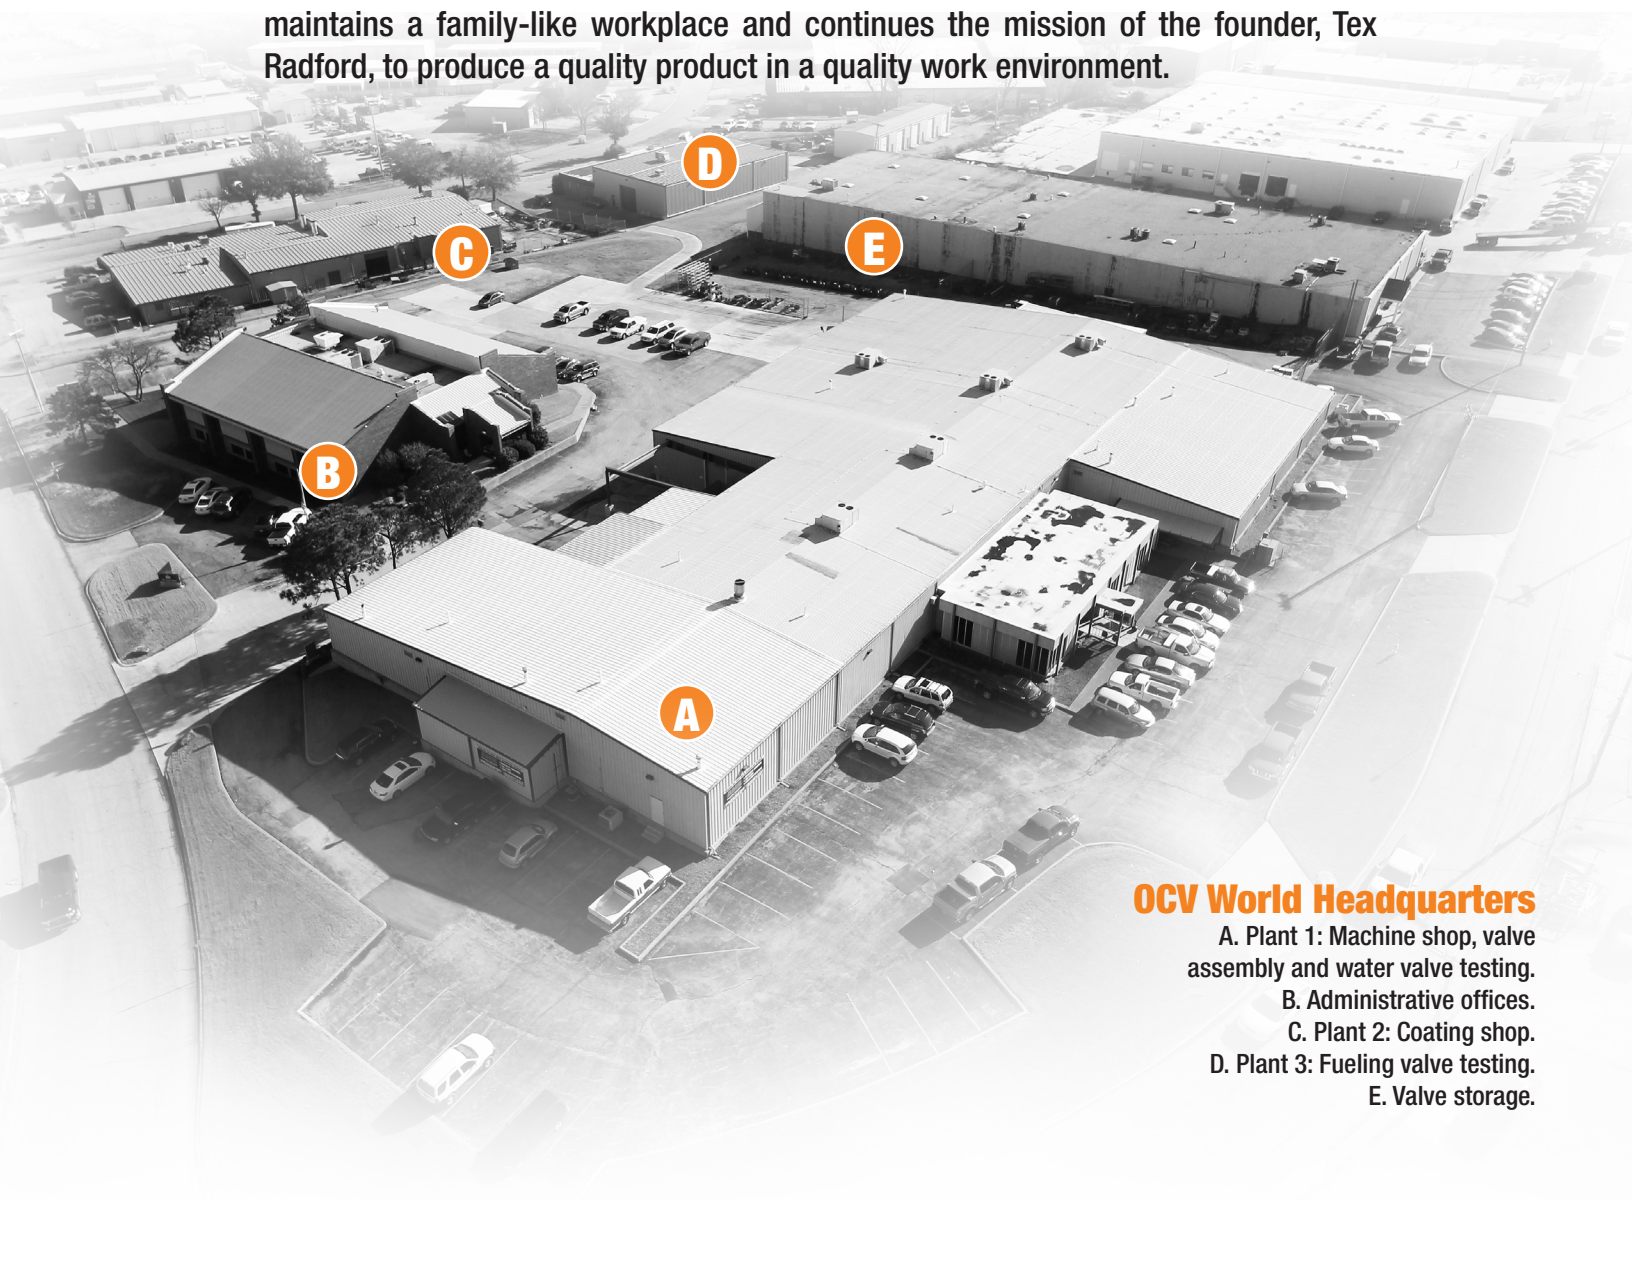 maintains a family-like workplace and continues the mission of the founder, Tex
Radford, to produce a quality product in a quality work environment.
D
C
E
B
A
OCV World Headquarters
A. Plant 1: Machine shop, valve
assembly and water valve testing.
B. Administrative offices.
C. Plant 2: Coating shop.
D. Plant 3: Fueling valve testing.
E. Valve storage.